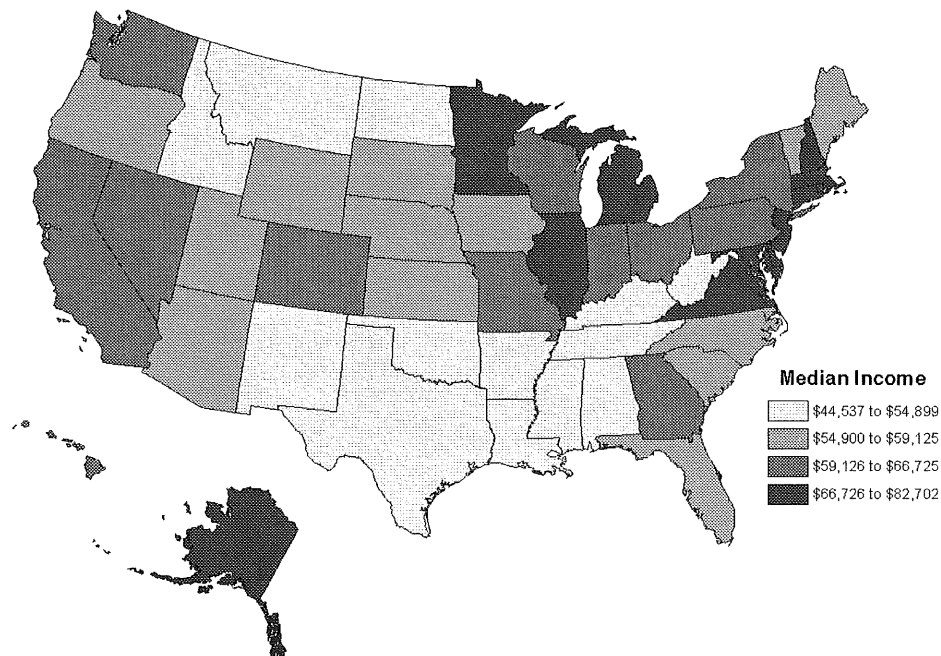 Median Income
$44,537 to $54,899
$54,900 to $59,125
$59,126 to $66,725
$66,726 to $82,702